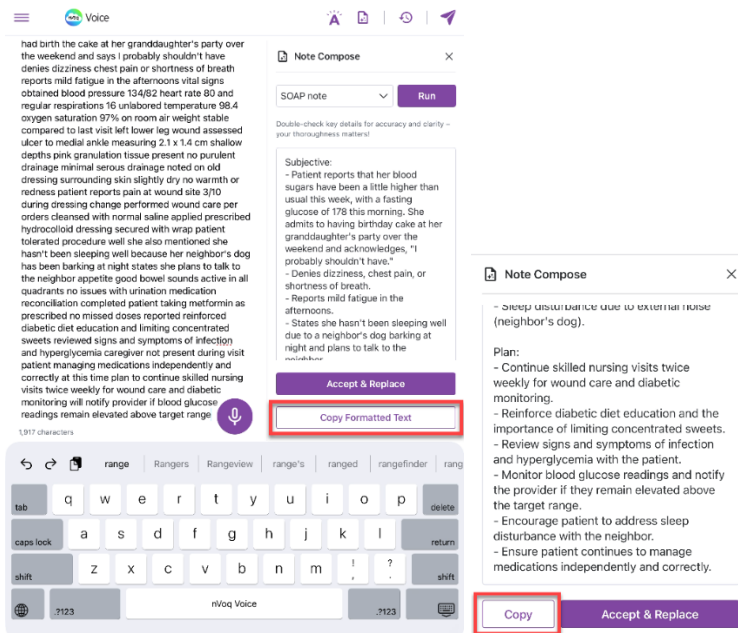 nVoq Voice
had birth the cake at her granddaughter's party over
the weekend and says I probably shouldn't have
denies dizziness chest pain or shortness of breath
reports mild fatigue in the afternoons vital signs
obtained blood pressure 134/82 heart rate 80 and
regular respirations 16 unlabored temperature 98.4
oxygen saturation 97% on room air weight stable
compared to last visit left lower leg wound assessed
ulcer to medial ankle measuring 2.1 x 1.4 cm shallow
depths pink granulation tissue present no purulent
drainage minimal serous drainage noted on old
dressing surrounding skin slightly dry no warmth or
redness patient reports pain at wound site 3/10
during dressing change performed wound care per
orders cleansed with normal saline applied prescribed
hydrocolloid dressing secured with wrap patient
tolerated procedure well she also mentioned she
hasn't been sleeping well because her neighbor's dog
has been barking at night states she plans to talk to
the neighbor appetite good bowel sounds active in all
quadrants no issues with urination medication
reconciliation completed patient taking metformin as
prescribed no missed doses reported reinforced
diabetic diet education and limiting concentrated
sweets reviewed signs and symptoms of infection
and hyperglycemia caregiver not present during visit
patient managing medications independently and
correctly at this time plan to continue skilled nursing
visits twice weekly for wound care and diabetic
monitoring will notify provider if blood glucose
readings remain elevated above target range
1,917 characters
Note Compose
SOAP note
Run
Double-check key details for accuracy and clarity –
your thoroughness matters!
Subjective:
- Patient reports that her blood
sugars have been a little higher than
usual this week, with a fasting
glucose of 178 this morning. She
admits to having birthday cake at her
granddaughter's party over the
weekend and acknowledges, "I
probably shouldn't have."
- Denies dizziness, chest pain, or
shortness of breath.
- Reports mild fatigue in the
afternoons.
- States she hasn't been sleeping well
due to a neighbor's dog barking at
night and plans to talk to the
neighbor.
Accept & Replace
Copy Formatted Text
range Rangers Rangeview range's ranged rangefinder rang
tab q w e r t y u i o p delete
caps lock a s d f g h j k l return
shift z x c v b n m ! , ? . shift
.?123 nVoq Voice .?123
Note Compose
- Sleep disturbance due to external noise
(neighbor's dog).
Plan:
- Continue skilled nursing visits twice
weekly for wound care and diabetic
monitoring.
- Reinforce diabetic diet education and the
importance of limiting concentrated sweets.
- Review signs and symptoms of infection
and hyperglycemia with the patient.
- Monitor blood glucose readings and notify
the provider if they remain elevated above
the target range.
- Encourage patient to address sleep
disturbance with the neighbor.
- Ensure patient continues to manage
medications independently and correctly.
Copy
Accept & Replace